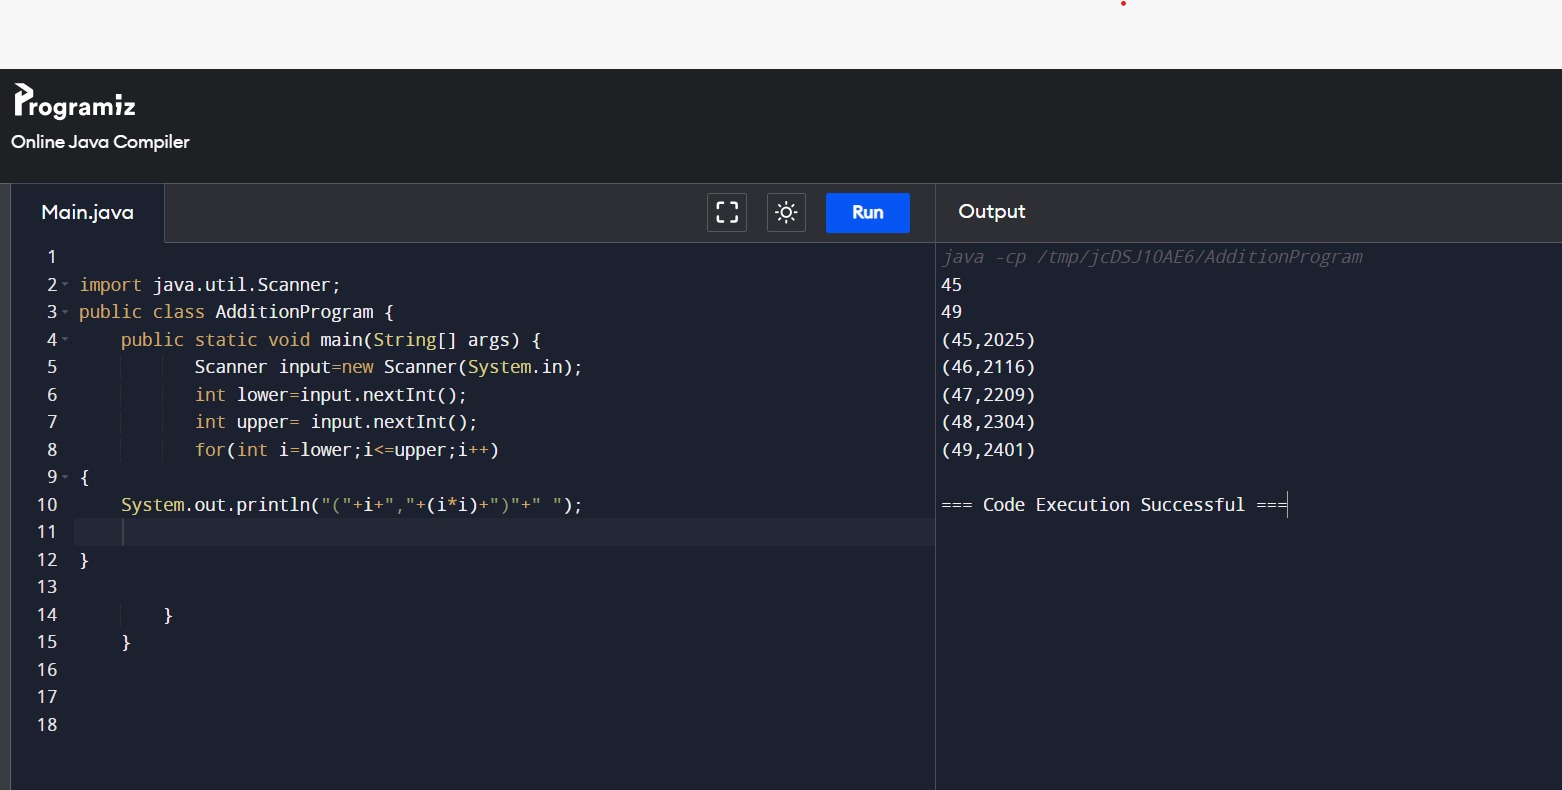 Programiz
Online Java Compiler
Main.java
Run
Output
1
2 import java.util.Scanner;
3 public class AdditionProgram {
4     public static void main(String[] args) {
5            Scanner input=new Scanner(System.in);
6            int lower=input.nextInt();
7            int upper= input.nextInt();
8            for(int i=lower;i<=upper;i++)
9 {
10     System.out.println("("+i+","+(i*i)+")"+" ");
11
12 }
13
14         }
15     }
16
17
18
java -cp /tmp/jcDSJ1OAE6/AdditionProgram
45
49
(45,2025)
(46,2116)
(47,2209)
(48,2304)
(49,2401)
=== Code Execution Successful ===